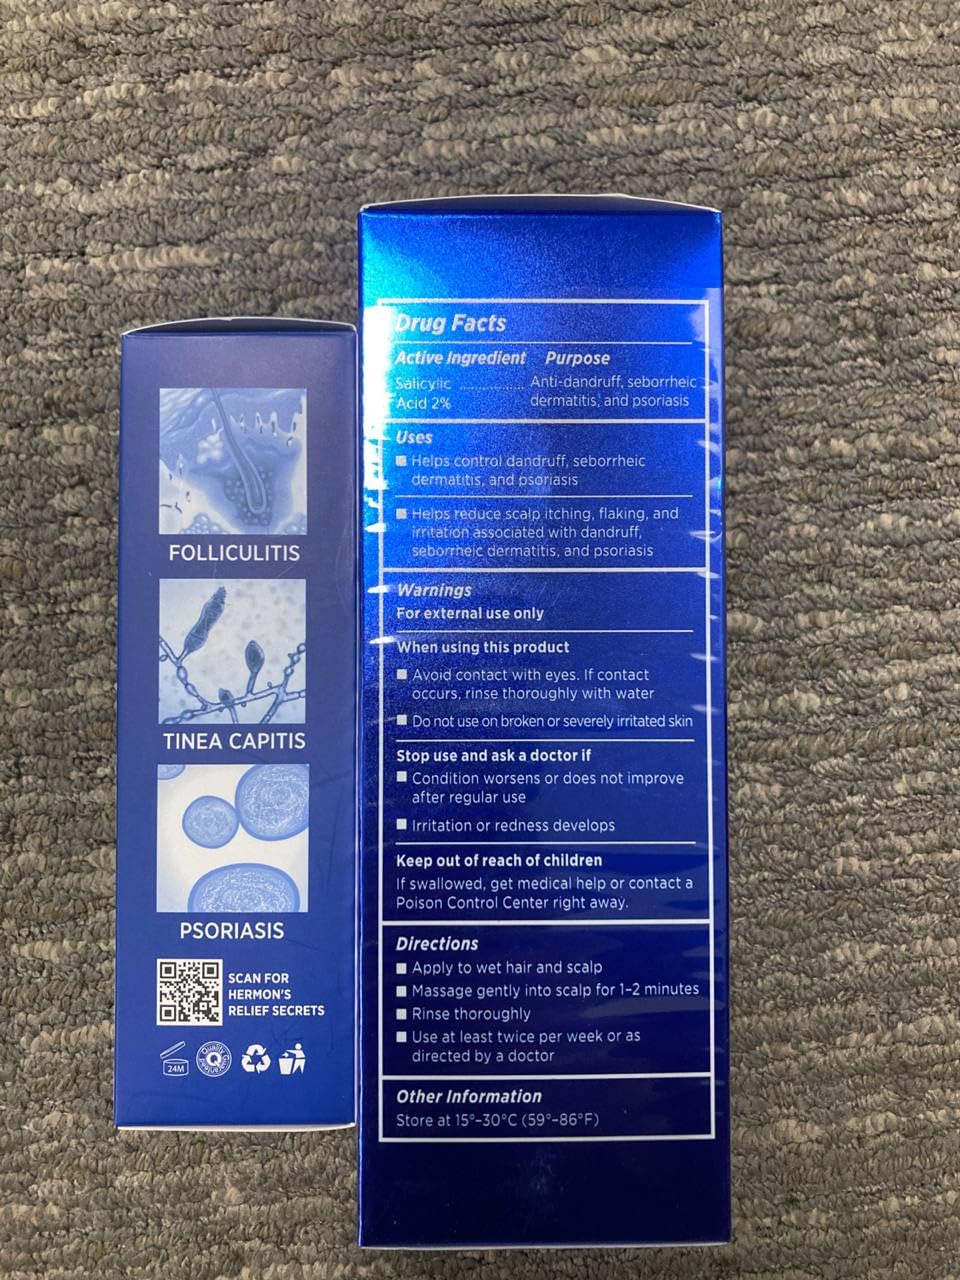 FOLLICULITIS
TINEA CAPITIS
PSORIASIS
SCAN FOR
HERMON'S
RELIEF SECRETS
24M
Quality
Q
Guaranteed
Drug Facts
Active Ingredient Purpose
Salicylic .................. Anti-dandruff, seborrheic
Acid 2% dermatitis, and psoriasis
Uses
■ Helps control dandruff, seborrheic
dermatitis, and psoriasis
■ Helps reduce scalp itching, flaking, and
irritation associated with dandruff,
seborrheic dermatitis, and psoriasis
Warnings
For external use only
When using this product
■ Avoid contact with eyes. If contact
occurs, rinse thoroughly with water
■ Do not use on broken or severely irritated skin
Stop use and ask a doctor if
■ Condition worsens or does not improve
after regular use
■ Irritation or redness develops
Keep out of reach of children
If swallowed, get medical help or contact a
Poison Control Center right away.
Directions
■ Apply to wet hair and scalp
■ Massage gently into scalp for 1–2 minutes
■ Rinse thoroughly
■ Use at least twice per week or as
directed by a doctor
Other Information
Store at 15°–30°C (59°–86°F)